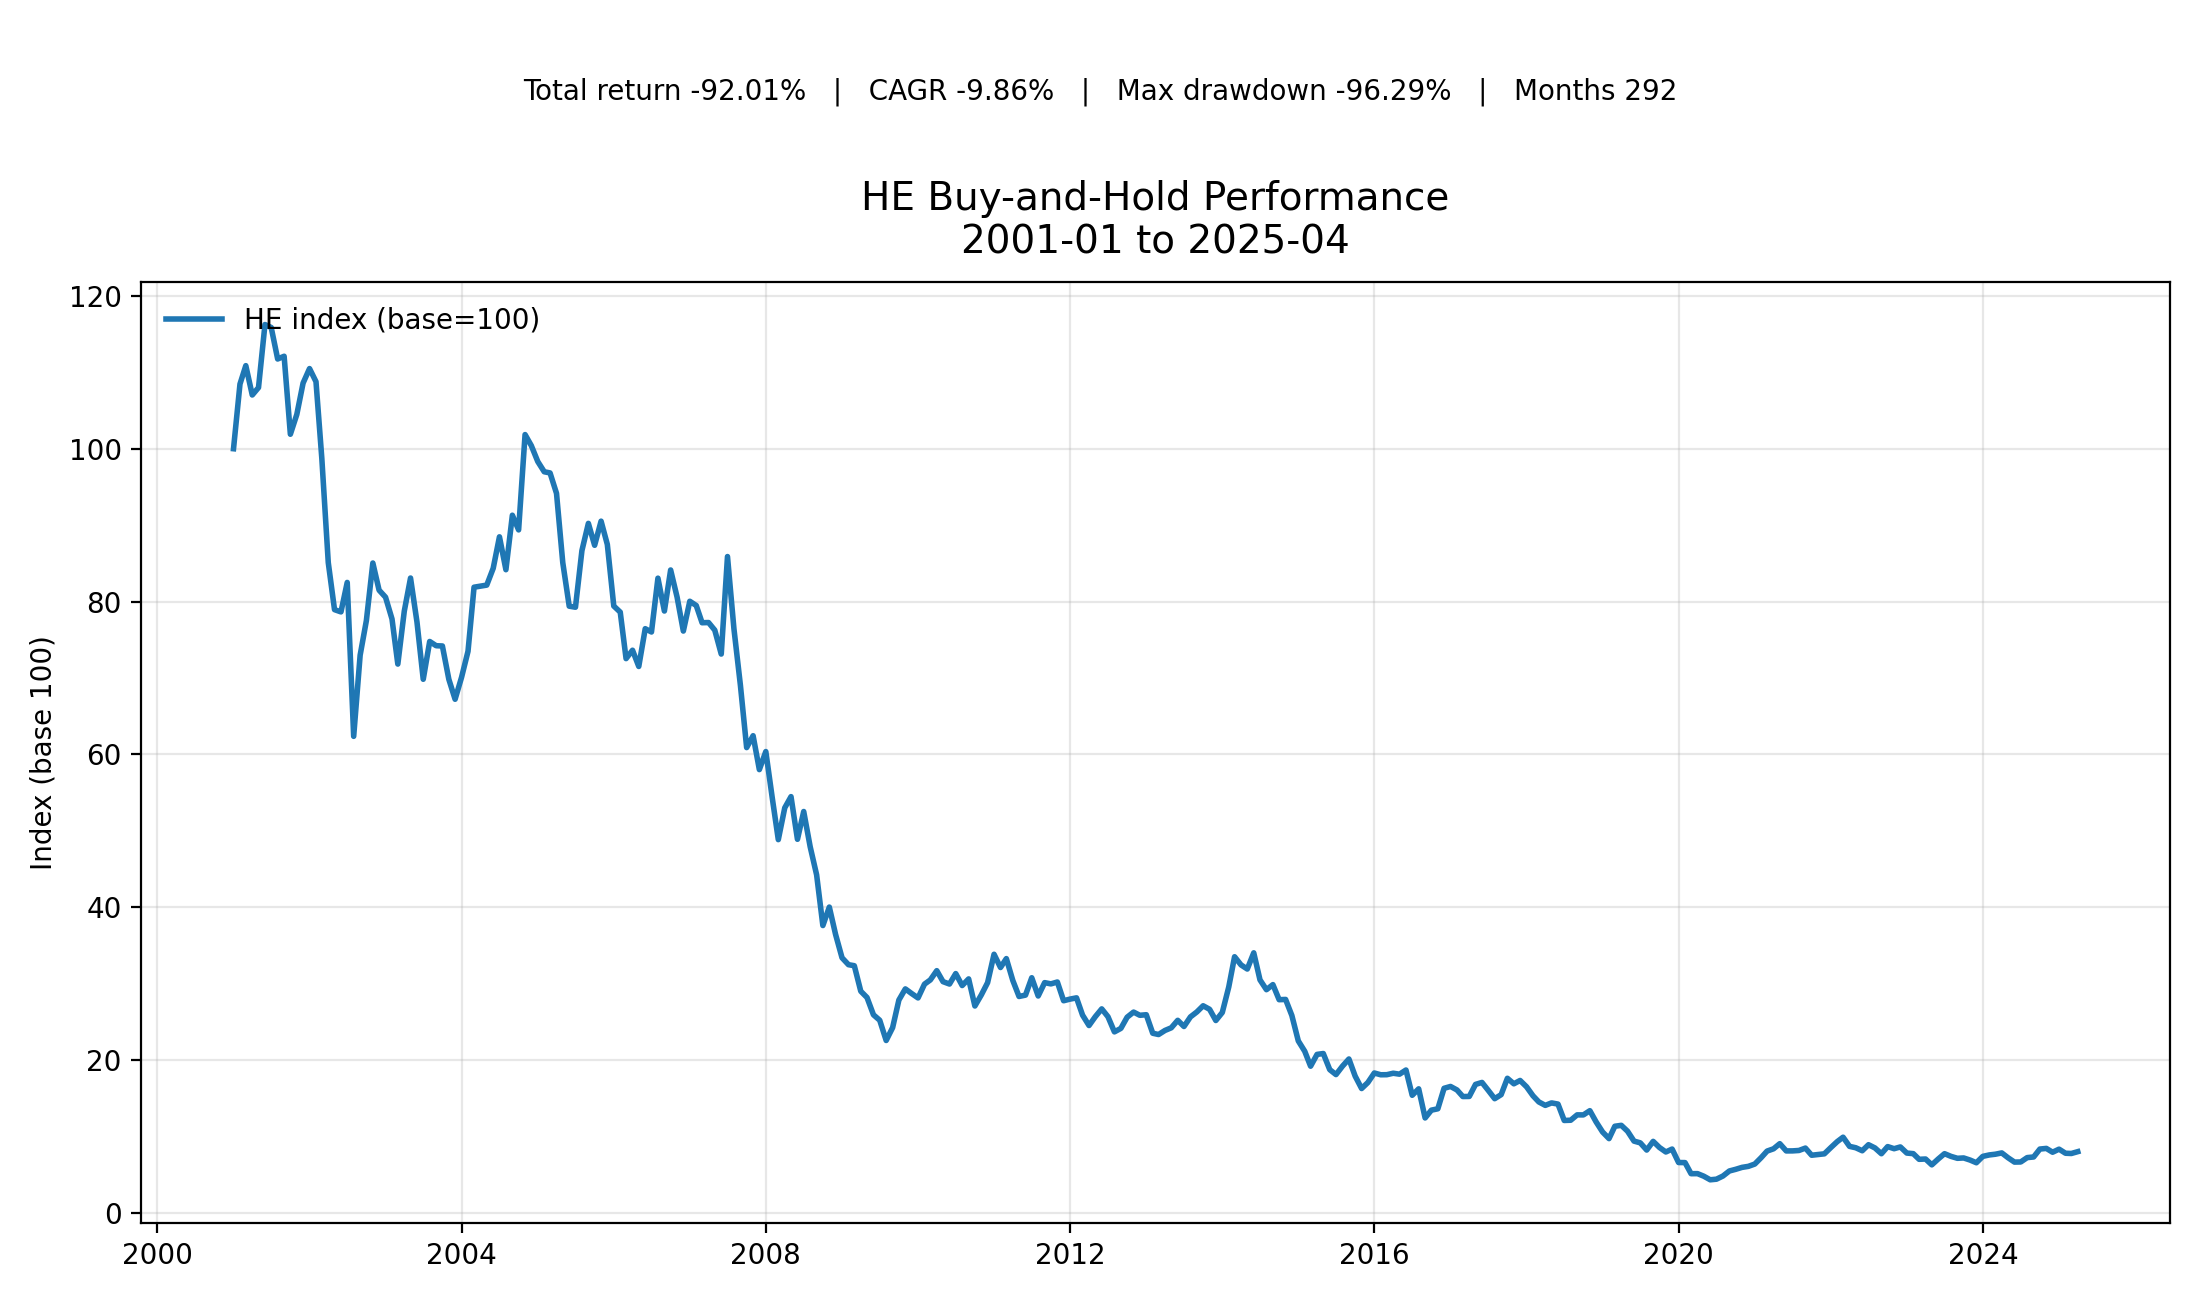 Total return -92.01%   |   CAGR -9.86%   |   Max drawdown -96.29%   |   Months 292
HE Buy-and-Hold Performance
2001-01 to 2025-04
HE index (base=100)
Index (base 100)
120
100
80
60
40
20
0
2000
2004
2008
2012
2016
2020
2024